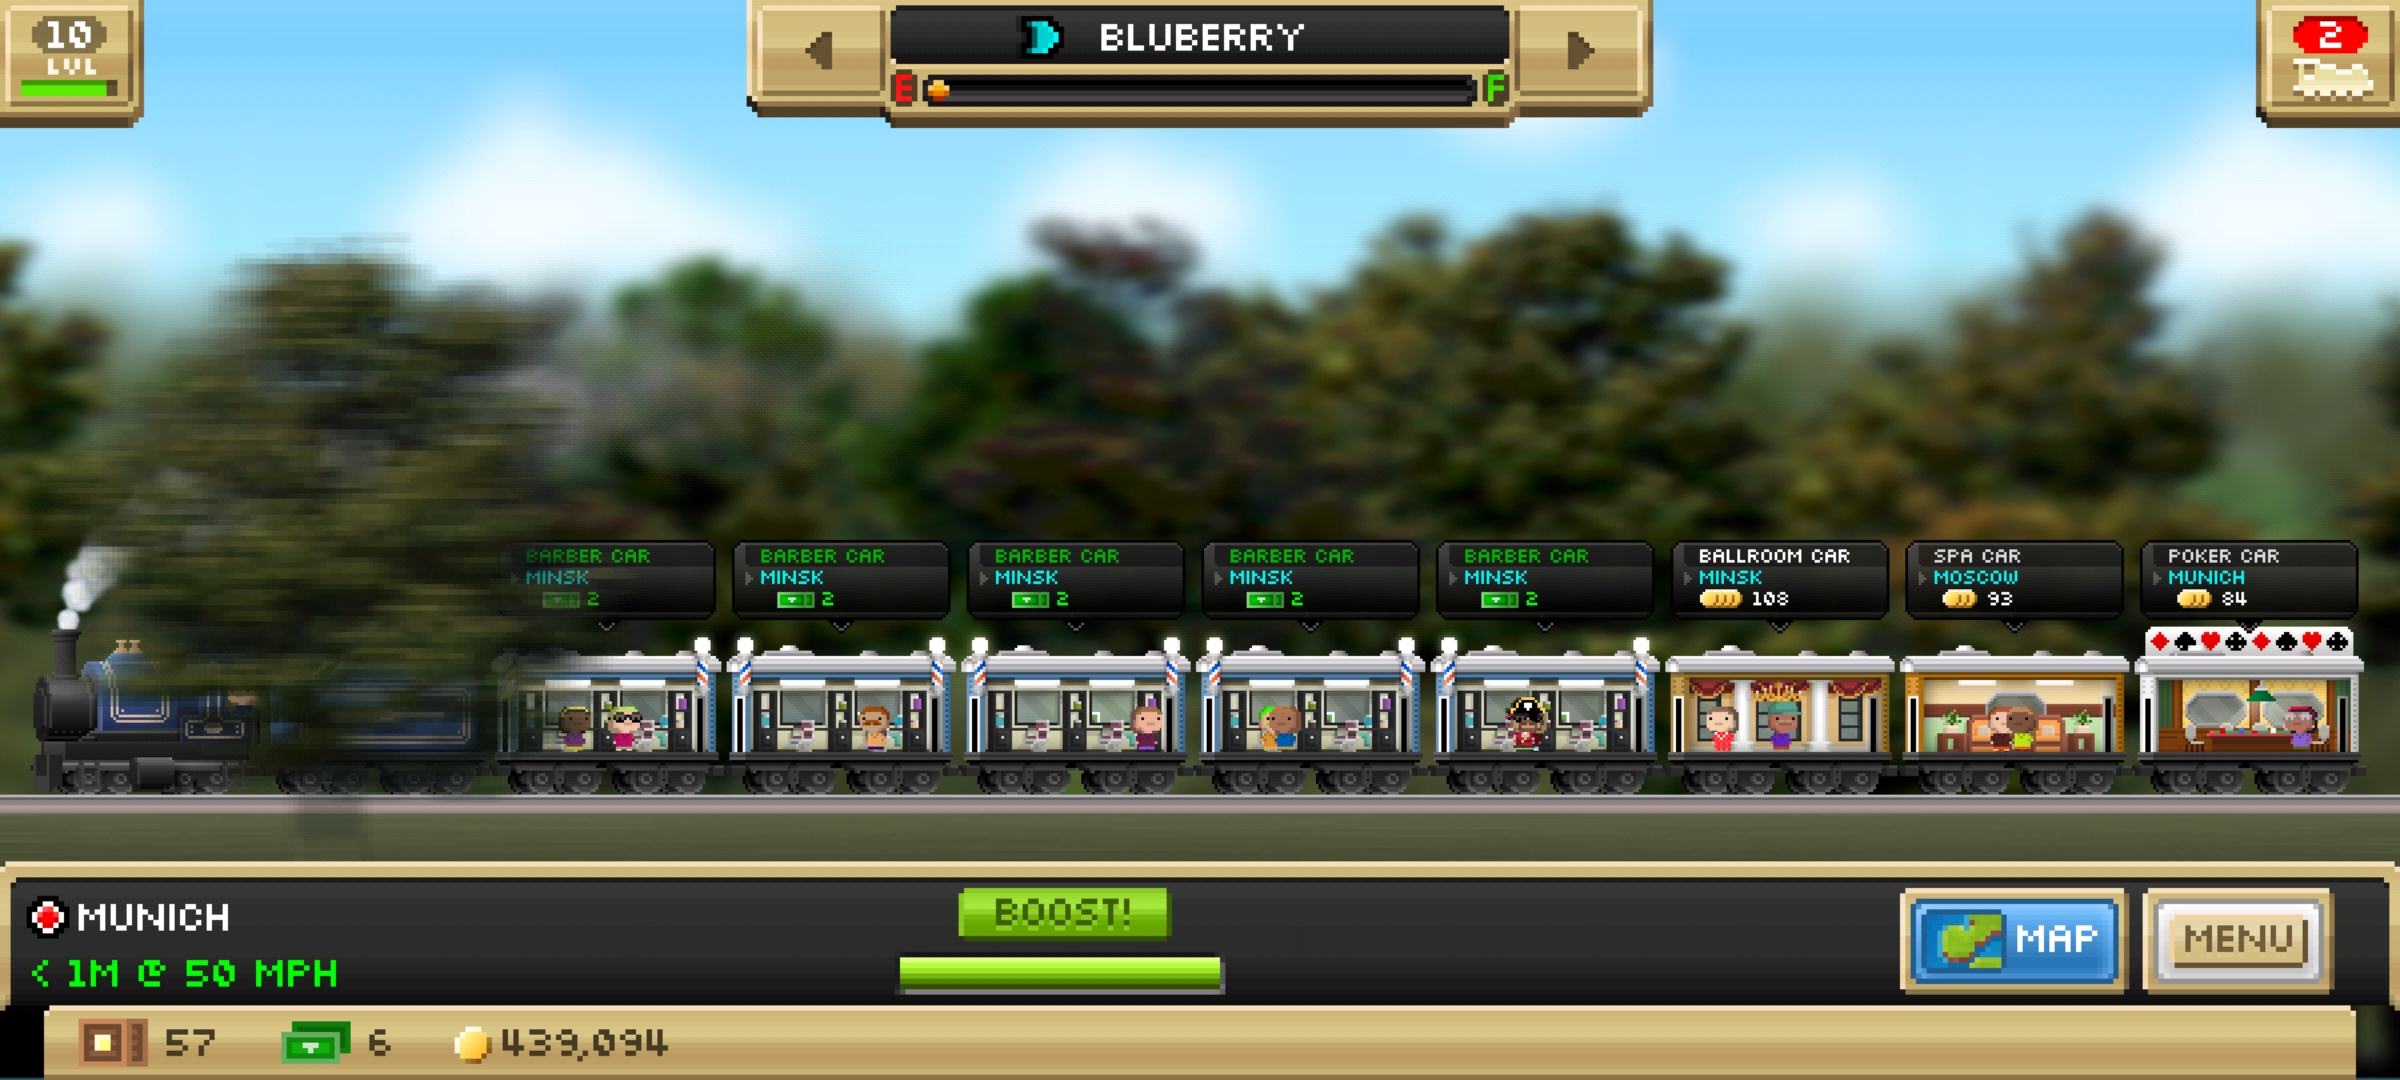 10
LVL
BLUBERRY
E F
2
BARBER CAR
MINSK
2
BARBER CAR
MINSK
2
BARBER CAR
MINSK
2
BARBER CAR
MINSK
2
BARBER CAR
MINSK
2
BALLROOM CAR
MINSK
108
SPA CAR
MOSCOW
93
POKER CAR
MUNICH
84
MUNICH
< 1M @ 50 MPH
BOOST!
MAP
MENU
57
6
439,094